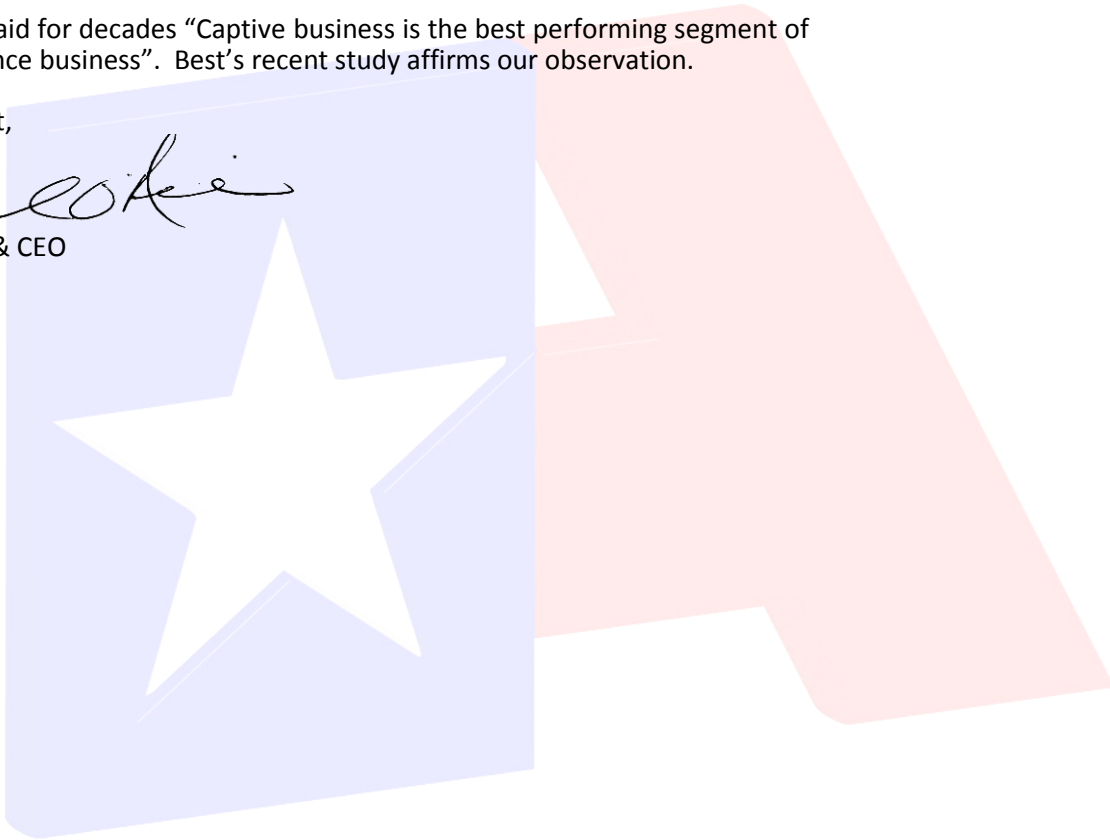 aid for decades “Captive business is the best performing segment of
nce business”.  Best’s recent study affirms our observation.
t,
& CEO